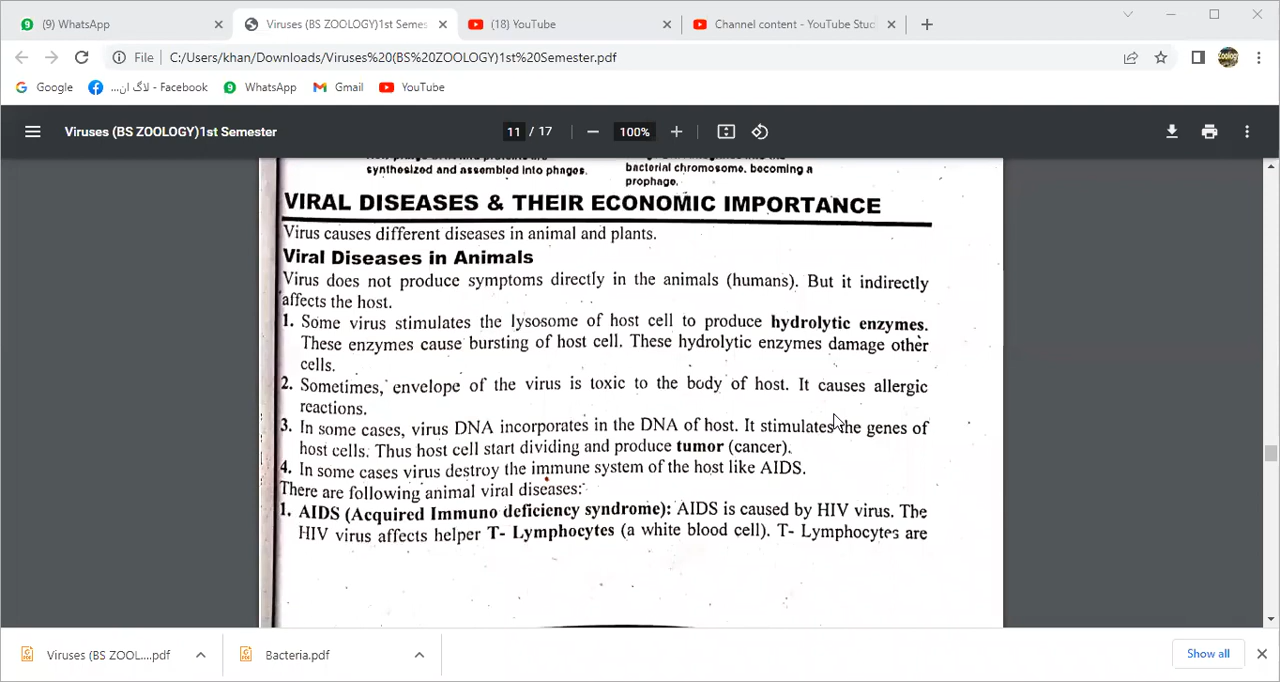 (9) WhatsApp
Viruses (BS ZOOLOGY)1st Semes
(18) YouTube
Channel content - YouTube Stud
File
C:/Users/khan/Downloads/Viruses%20(BS%20ZOOLOGY)1st%20Semester.pdf
Google
Facebook - لاگ ان...
WhatsApp
Gmail
YouTube
Viruses (BS ZOOLOGY)1st Semester
11 / 17
100%
synthesized and assembled into phages.
bacterial chromosome, becoming a
prophage.
VIRAL DISEASES & THEIR ECONOMIC IMPORTANCE
Virus causes different diseases in animal and plants.
Viral Diseases in Animals
Virus does not produce symptoms directly in the animals (humans). But it indirectly
affects the host.
1. Some virus stimulates the lysosome of host cell to produce hydrolytic enzymes.
These enzymes cause bursting of host cell. These hydrolytic enzymes damage other
cells.
2. Sometimes, envelope of the virus is toxic to the body of host. It causes allergic
reactions.
3. In some cases, virus DNA incorporates in the DNA of host. It stimulates the genes of
host cells. Thus host cell start dividing and produce tumor (cancer).
4. In some cases virus destroy the immune system of the host like AIDS.
There are following animal viral diseases:
1. AIDS (Acquired Immuno deficiency syndrome): AIDS is caused by HIV virus. The
HIV virus affects helper T- Lymphocytes (a white blood cell). T- Lymphocytes are
Viruses (BS ZOOL....pdf
Bacteria.pdf
Show all